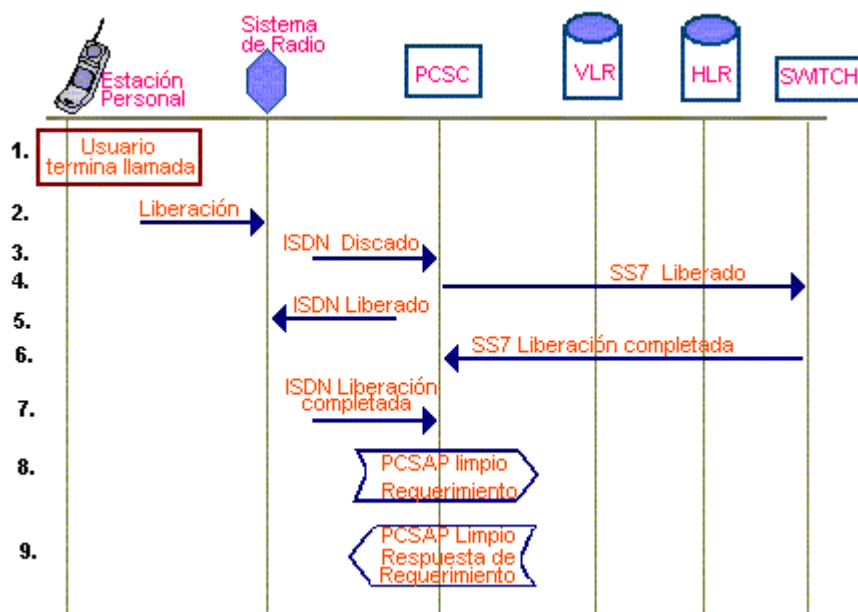 Estación
Personal
Sistema
de Radio
PCSC
VLR
HLR
SWITCH
1.
Usuario
termina llamada
2.
Liberación
3.
ISDN Discado
4.
SS7 Liberado
5.
ISDN Liberado
6.
SS7 Liberación completada
7.
ISDN Liberación
completada
8.
PCSAP limpio
Requerimiento
9.
PCSAP Limpio
Respuesta de
Requerimiento